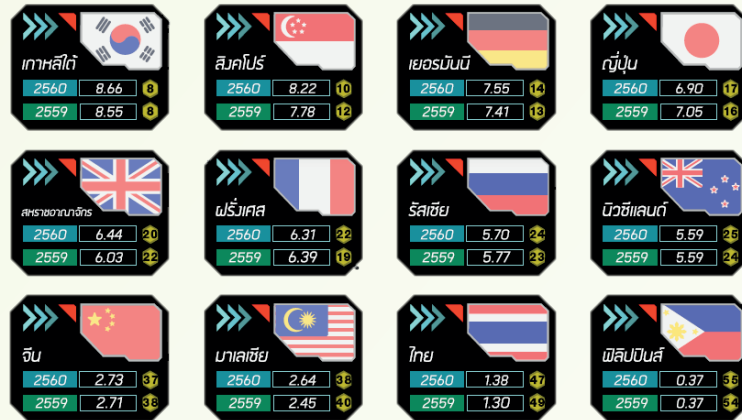 เกาหลีใต้
2560 8.66 8
2559 8.55 8
สิงคโปร์
2560 8.22 10
2559 7.78 12
เยอรมันนี
2560 7.55 14
2559 7.41 13
ญี่ปุ่น
2560 6.90 17
2559 7.05 16
สหราชอาณาจักร
2560 6.44 20
2559 6.03 22
ฝรั่งเศส
2560 6.31 22
2559 6.39 19
รัสเซีย
2560 5.70 24
2559 5.77 23
นิวซีแลนด์
2560 5.59 25
2559 5.59 24
จีน
2560 2.73 37
2559 2.71 38
มาเลเซีย
2560 2.64 38
2559 2.45 40
ไทย
2560 1.38 47
2559 1.30 49
ฟิลิปปินส์
2560 0.37 55
2559 0.37 54